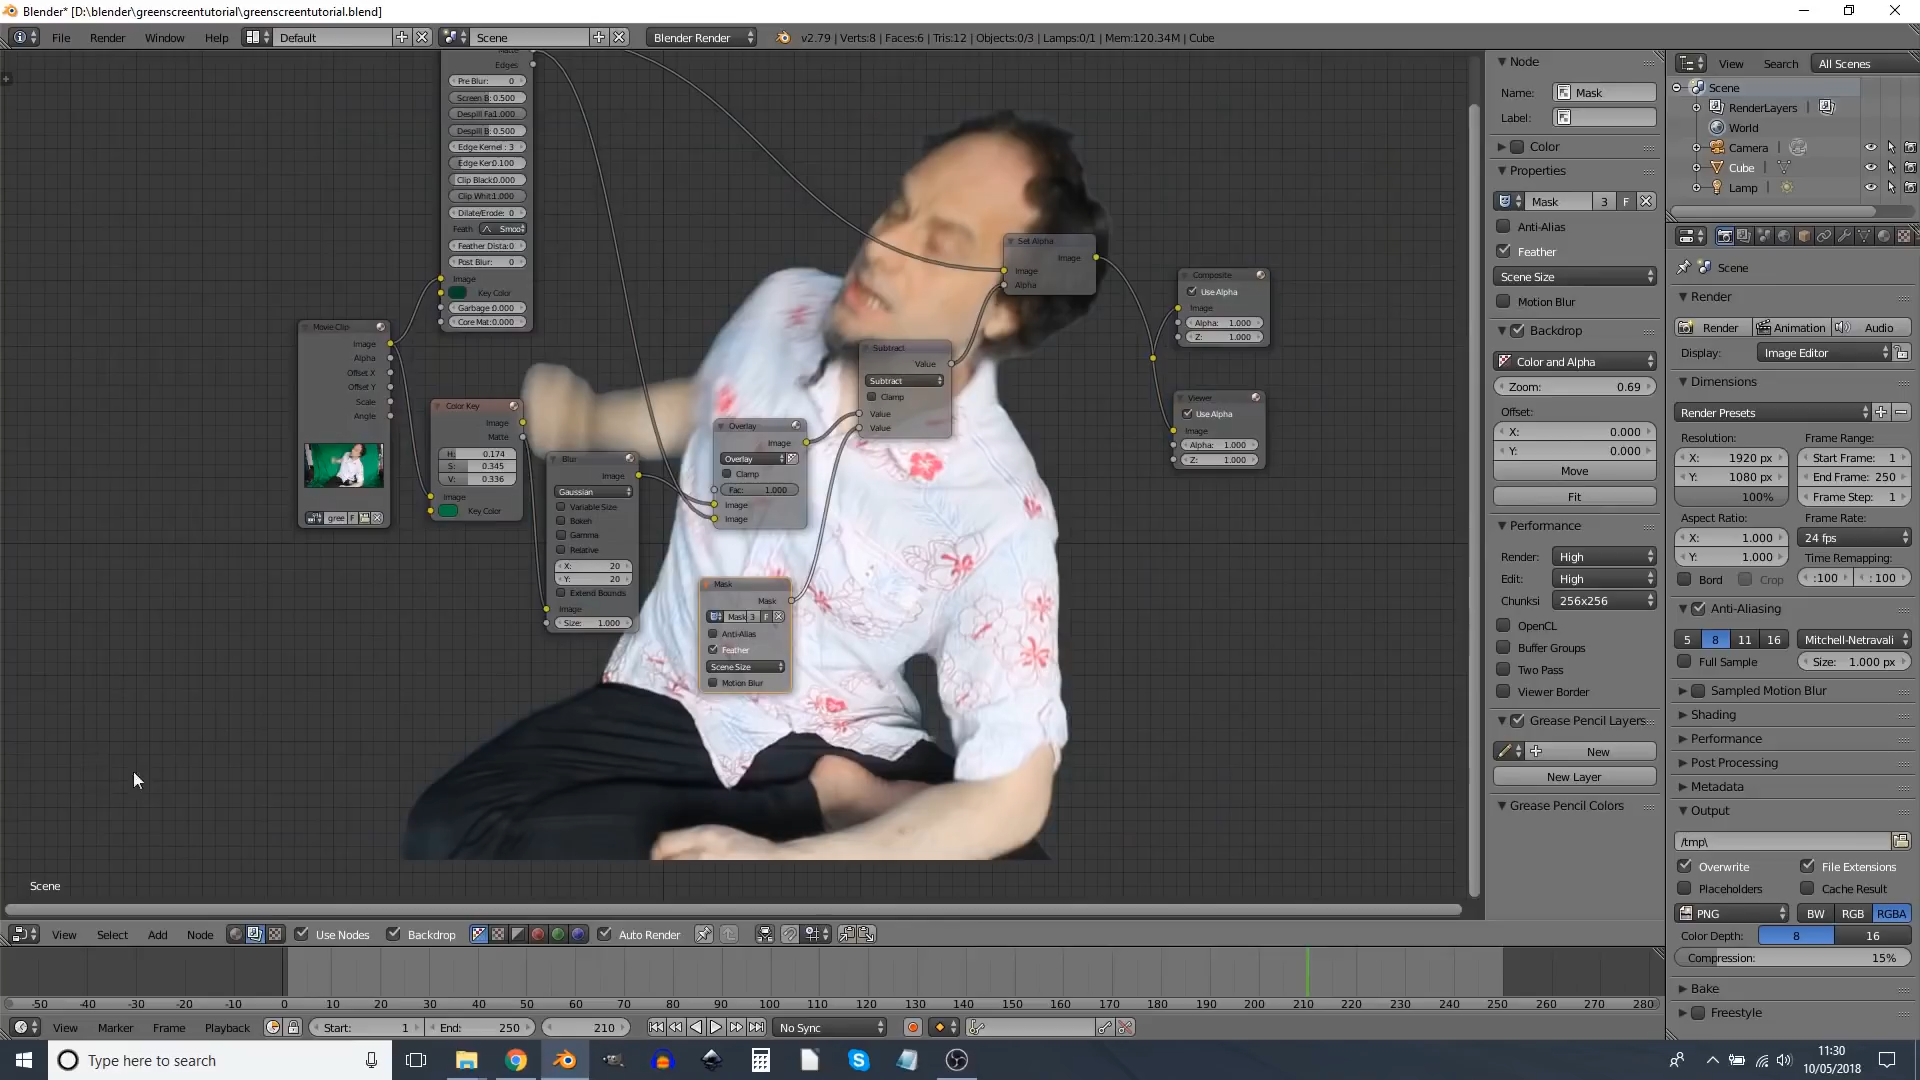 Blender* [D:\blender\greenscreentutorial\greenscreentutorial.blend]
File Render Window Help Default Scene Blender Render v2.79 | Verts:8 | Faces:6 | Tris:12 | Objects:0/3 | Lamps:0/1 | Mem:120.34M | Cube
Edges
Pre Blur: 0
Screen B:0.500
Despill Fa1.000
Despill B: 0.500
Edge Kernel : 3
Edge Ker0.100
Clip Black0.000
Clip Whit1.000
Dilate/Erode: 0
Feath Smoo
Feather Dista:0
Post Blur: 0
Image
Key Color
Garbage 0.000
Core Mat:0.000
Movie Clip
Image
Alpha
Offset X
Offset Y
Scale
Angle
gree F
Color Key
Image
Matte
H: 0.174
S: 0.345
V: 0.336
Image
Key Color
Blur
Image
Gaussian
Variable Size
Bokeh
Gamma
Relative
X: 20
Y: 20
Extend Bounds
Image
Size: 1.000
Overlay
Image
Overlay
Clamp
Fac: 1.000
Image
Image
Mask
Mask
Mask 3 F
Anti-Alias
Feather
Scene Size
Motion Blur
Subtract
Value
Subtract
Clamp
Value
Value
Set Alpha
Image
Image
Alpha
Composite
Use Alpha
Image
Alpha: 1.000
Z: 1.000
Viewer
Use Alpha
Image
Alpha: 1.000
Z: 1.000
Scene
Node
Name: Mask
Label:
Color
Properties
Mask 3 F
Anti-Alias
Feather
Scene Size
Motion Blur
Backdrop
Color and Alpha
Zoom: 0.69
Offset:
X: 0.000
Y: 0.000
Move
Fit
Performance
Render: High
Edit: High
Chunksi 256x256
OpenCL
Buffer Groups
Two Pass
Viewer Border
Grease Pencil Layers
New
New Layer
Grease Pencil Colors
View Search All Scenes
Scene
RenderLayers
World
Camera
Cube
Lamp
Scene
Render
Render Animation Audio
Display: Image Editor
Dimensions
Render Presets
Resolution: Frame Range:
X: 1920 px Start Frame: 1
Y: 1080 px End Frame: 250
100% Frame Step: 1
Aspect Ratio: Frame Rate:
X: 1.000 24 fps
Y: 1.000 Time Remapping:
Bord Crop :100 : 100
Anti-Aliasing
5 8 11 16 Mitchell-Netravali
Full Sample Size: 1.000 px
Sampled Motion Blur
Shading
Performance
Post Processing
Metadata
Output
/tmp\
Overwrite File Extensions
Placeholders Cache Result
PNG BW RGB RGBA
Color Depth: 8 16
Compression: 15%
Bake
Freestyle
View Select Add Node Use Nodes Backdrop Auto Render
-50 -40 -30 -20 -10 0 10 20 30 40 50 60 70 80 90 100 110 120 130 140 150 160 170 180 190 200 210 220 230 240 250 260 270 280
View Marker Frame Playback Start: 1 End: 250 210 No Sync
Type here to search
11:30
10/05/2018